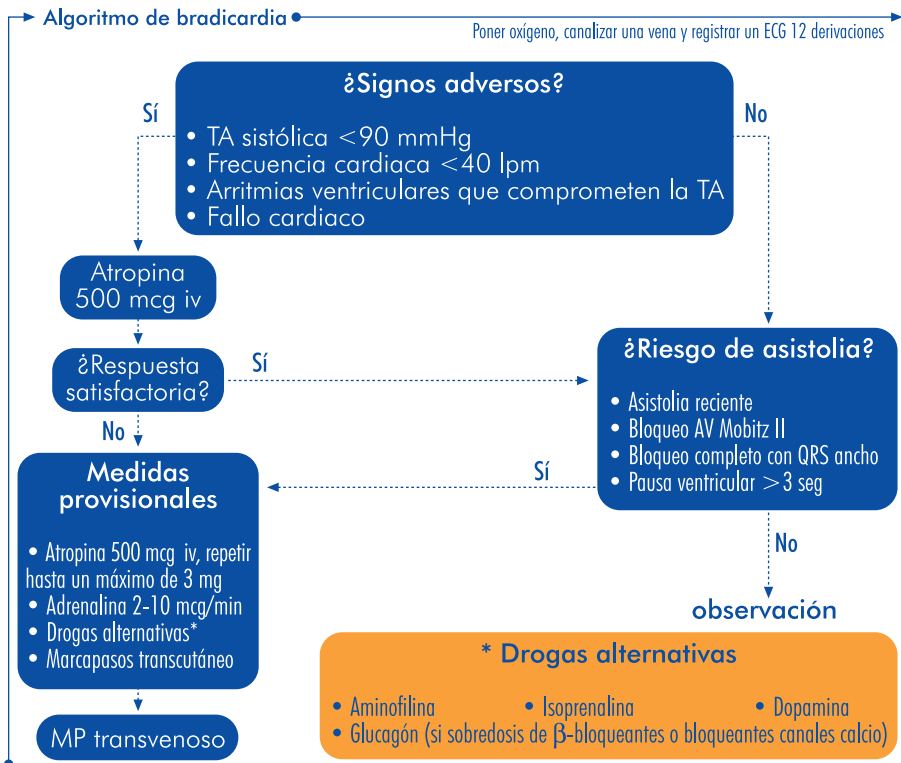 Algoritmo de bradicardia
Poner oxígeno, canalizar una vena y registrar un ECG 12 derivaciones
¿Signos adversos?
• TA sistólica <90 mmHg
• Frecuencia cardiaca <40 lpm
• Arritmias ventriculares que comprometen la TA
• Fallo cardiaco
Sí
No
Atropina
500 mcg iv
¿Respuesta
satisfactoria?
Sí
No
¿Riesgo de asistolia?
• Asistolia reciente
• Bloqueo AV Mobitz II
• Bloqueo completo con QRS ancho
• Pausa ventricular >3 seg
Sí
No
Medidas
provisionales
• Atropina 500 mcg iv, repetir
hasta un máximo de 3 mg
• Adrenalina 2-10 mcg/min
• Drogas alternativas*
• Marcapasos transcutáneo
MP transvenoso
observación
* Drogas alternativas
• Aminofilina • Isoprenalina • Dopamina
• Glucagón (si sobredosis de β-bloqueantes o bloqueantes canales calcio)